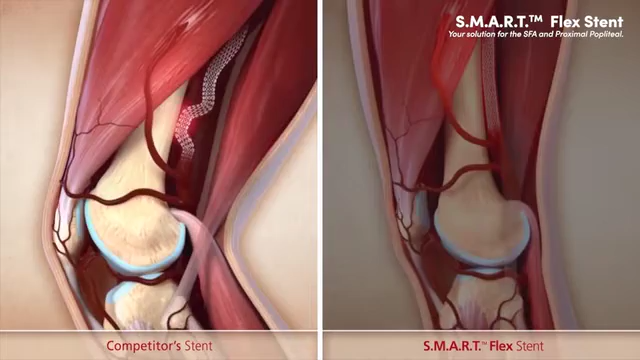 S.M.A.R.T.™ Flex Stent
Your solution for the SFA and Proximal Popliteal.
Competitor's Stent
S.M.A.R.T.™ Flex Stent